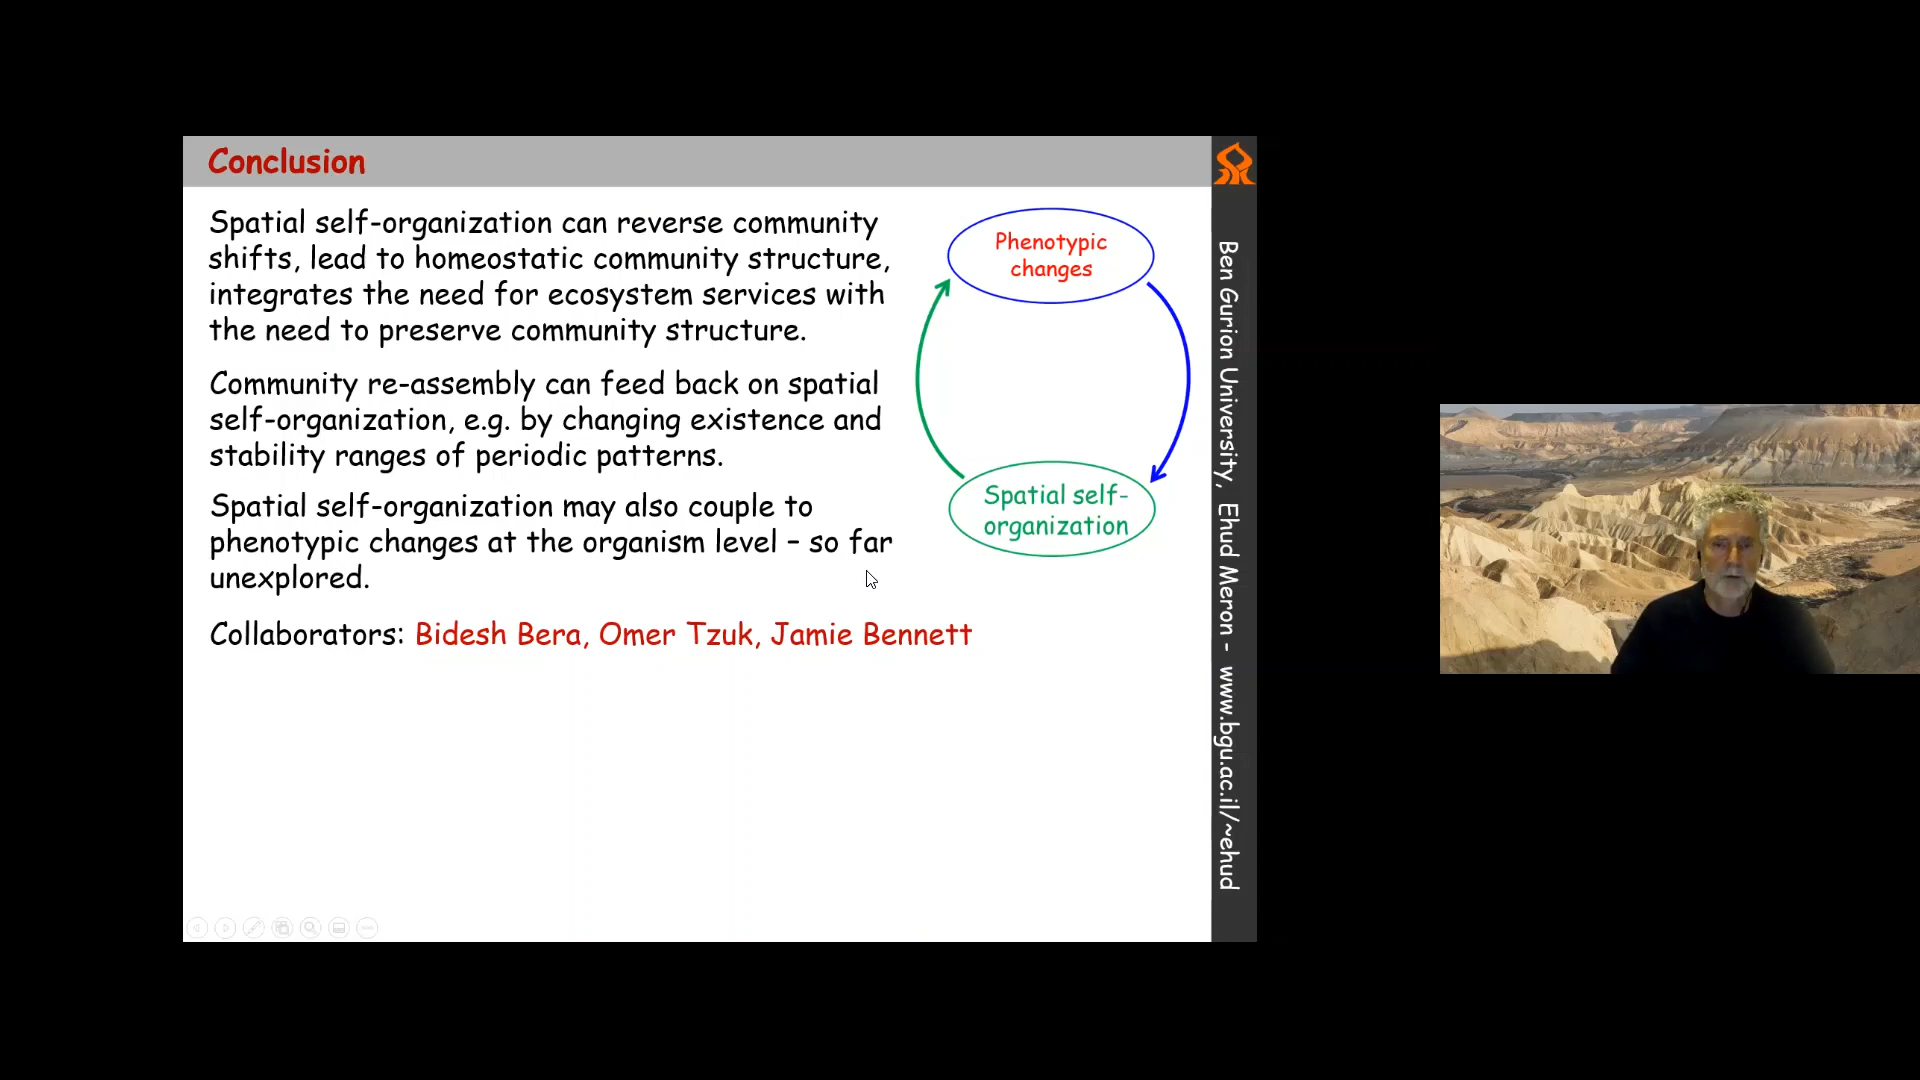 Conclusion
Spatial self-organization can reverse community
shifts, lead to homeostatic community structure,
integrates the need for ecosystem services with
the need to preserve community structure.
Community re-assembly can feed back on spatial
self-organization, e.g. by changing existence and
stability ranges of periodic patterns.
Spatial self-organization may also couple to
phenotypic changes at the organism level – so far
unexplored.
Collaborators: Bidesh Bera, Omer Tzuk, Jamie Bennett
Phenotypic
changes
Spatial self-
organization
Ben Gurion University, Ehud Meron - www.bgu.ac.il/~ehud